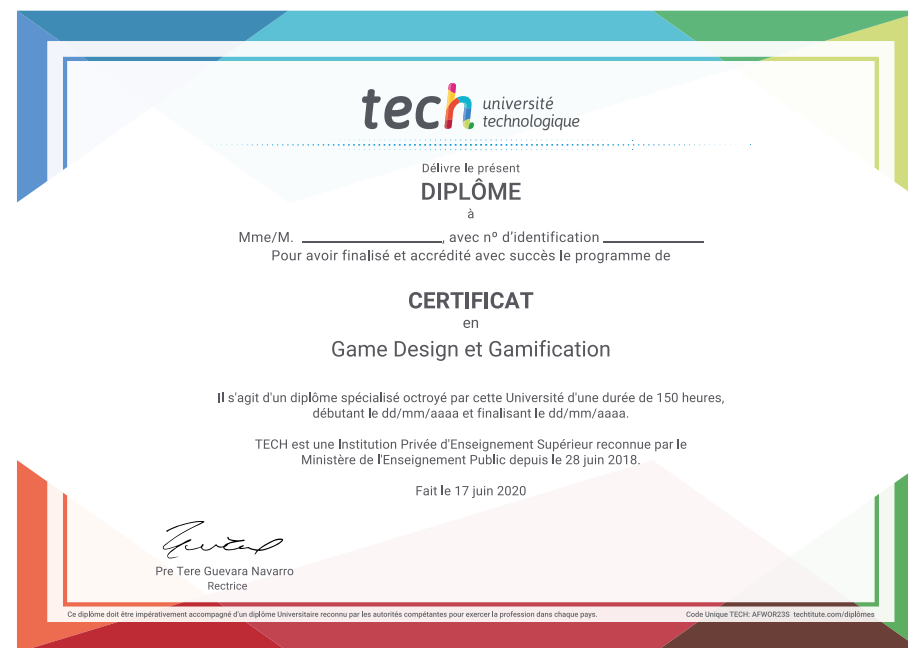 tech université
technologique
Délivre le présent
DIPLÔME
à
Mme/M. ____________________, avec nº d'identification ______________
Pour avoir finalisé et accrédité avec succès le programme de
CERTIFICAT
en
Game Design et Gamification
Il s'agit d'un diplôme spécialisé octroyé par cette Université d'une durée de 150 heures,
débutant le dd/mm/aaaa et finalisant le dd/mm/aaaa.
TECH est une Institution Privée d'Enseignement Supérieur reconnue par le
Ministère de l'Enseignement Public depuis le 28 juin 2018.
Fait le 17 juin 2020
Pre Tere Guevara Navarro
Rectrice
Ce diplôme doit être impérativement accompagné d'un diplôme Universitaire reconnu par les autorités compétentes pour exercer la profession dans chaque pays. Code Unique TECH: AFWOR23S techtitute.com/diplômes